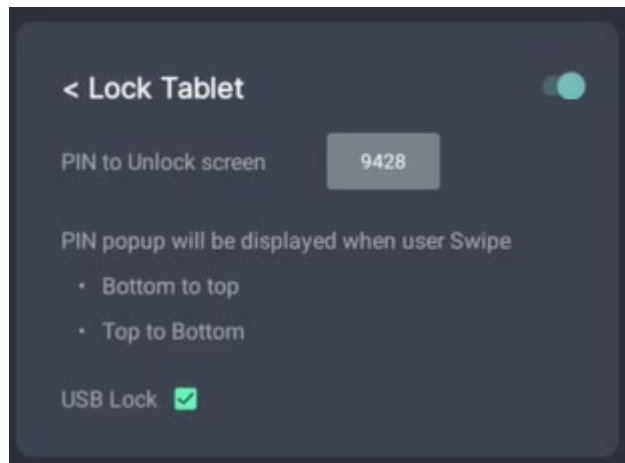 < Lock Tablet
PIN to Unlock screen 9428
PIN popup will be displayed when user Swipe
• Bottom to top
• Top to Bottom
USB Lock